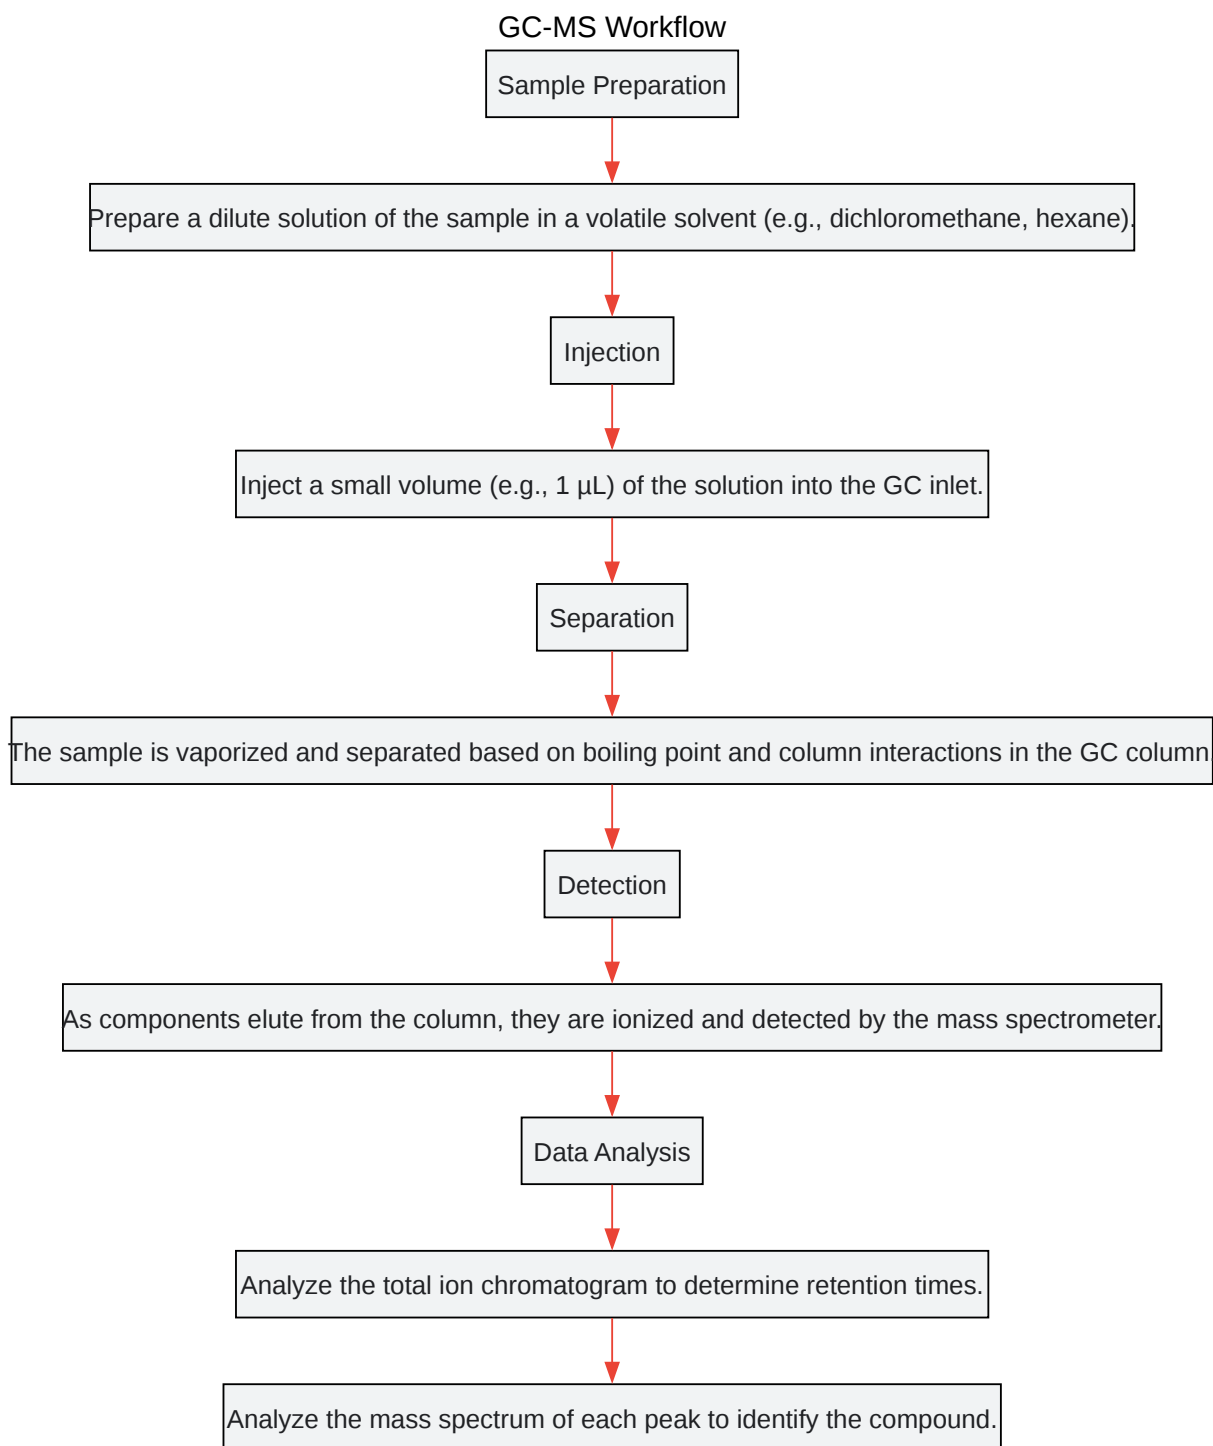 GC-MS Workflow
Sample Preparation
Prepare a dilute solution of the sample in a volatile solvent (e.g., dichloromethane, hexane).
Injection
Inject a small volume (e.g., 1 µL) of the solution into the GC inlet.
Separation
The sample is vaporized and separated based on boiling point and column interactions in the GC column.
Detection
As components elute from the column, they are ionized and detected by the mass spectrometer.
Data Analysis
Analyze the total ion chromatogram to determine retention times.
Analyze the mass spectrum of each peak to identify the compound.